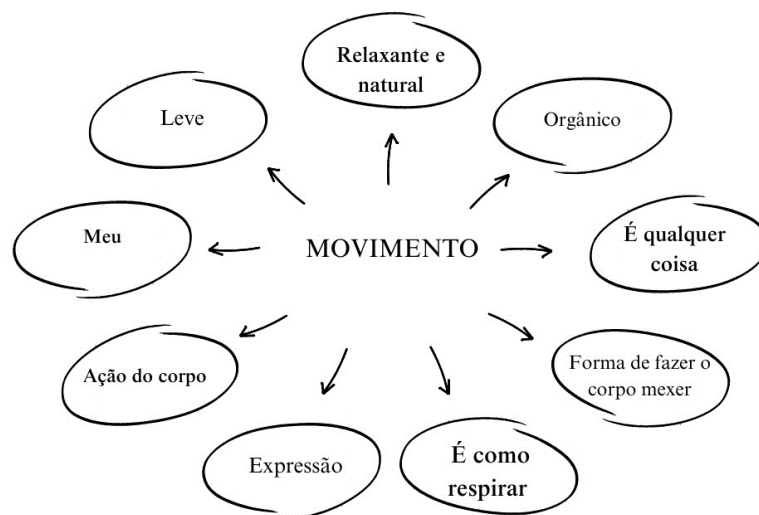 Relaxante e
natural
Leve
Orgânico
Meu
MOVIMENTO
É qualquer
coisa
Ação do corpo
Forma de fazer o
corpo mexer
Expressão
É como
respirar